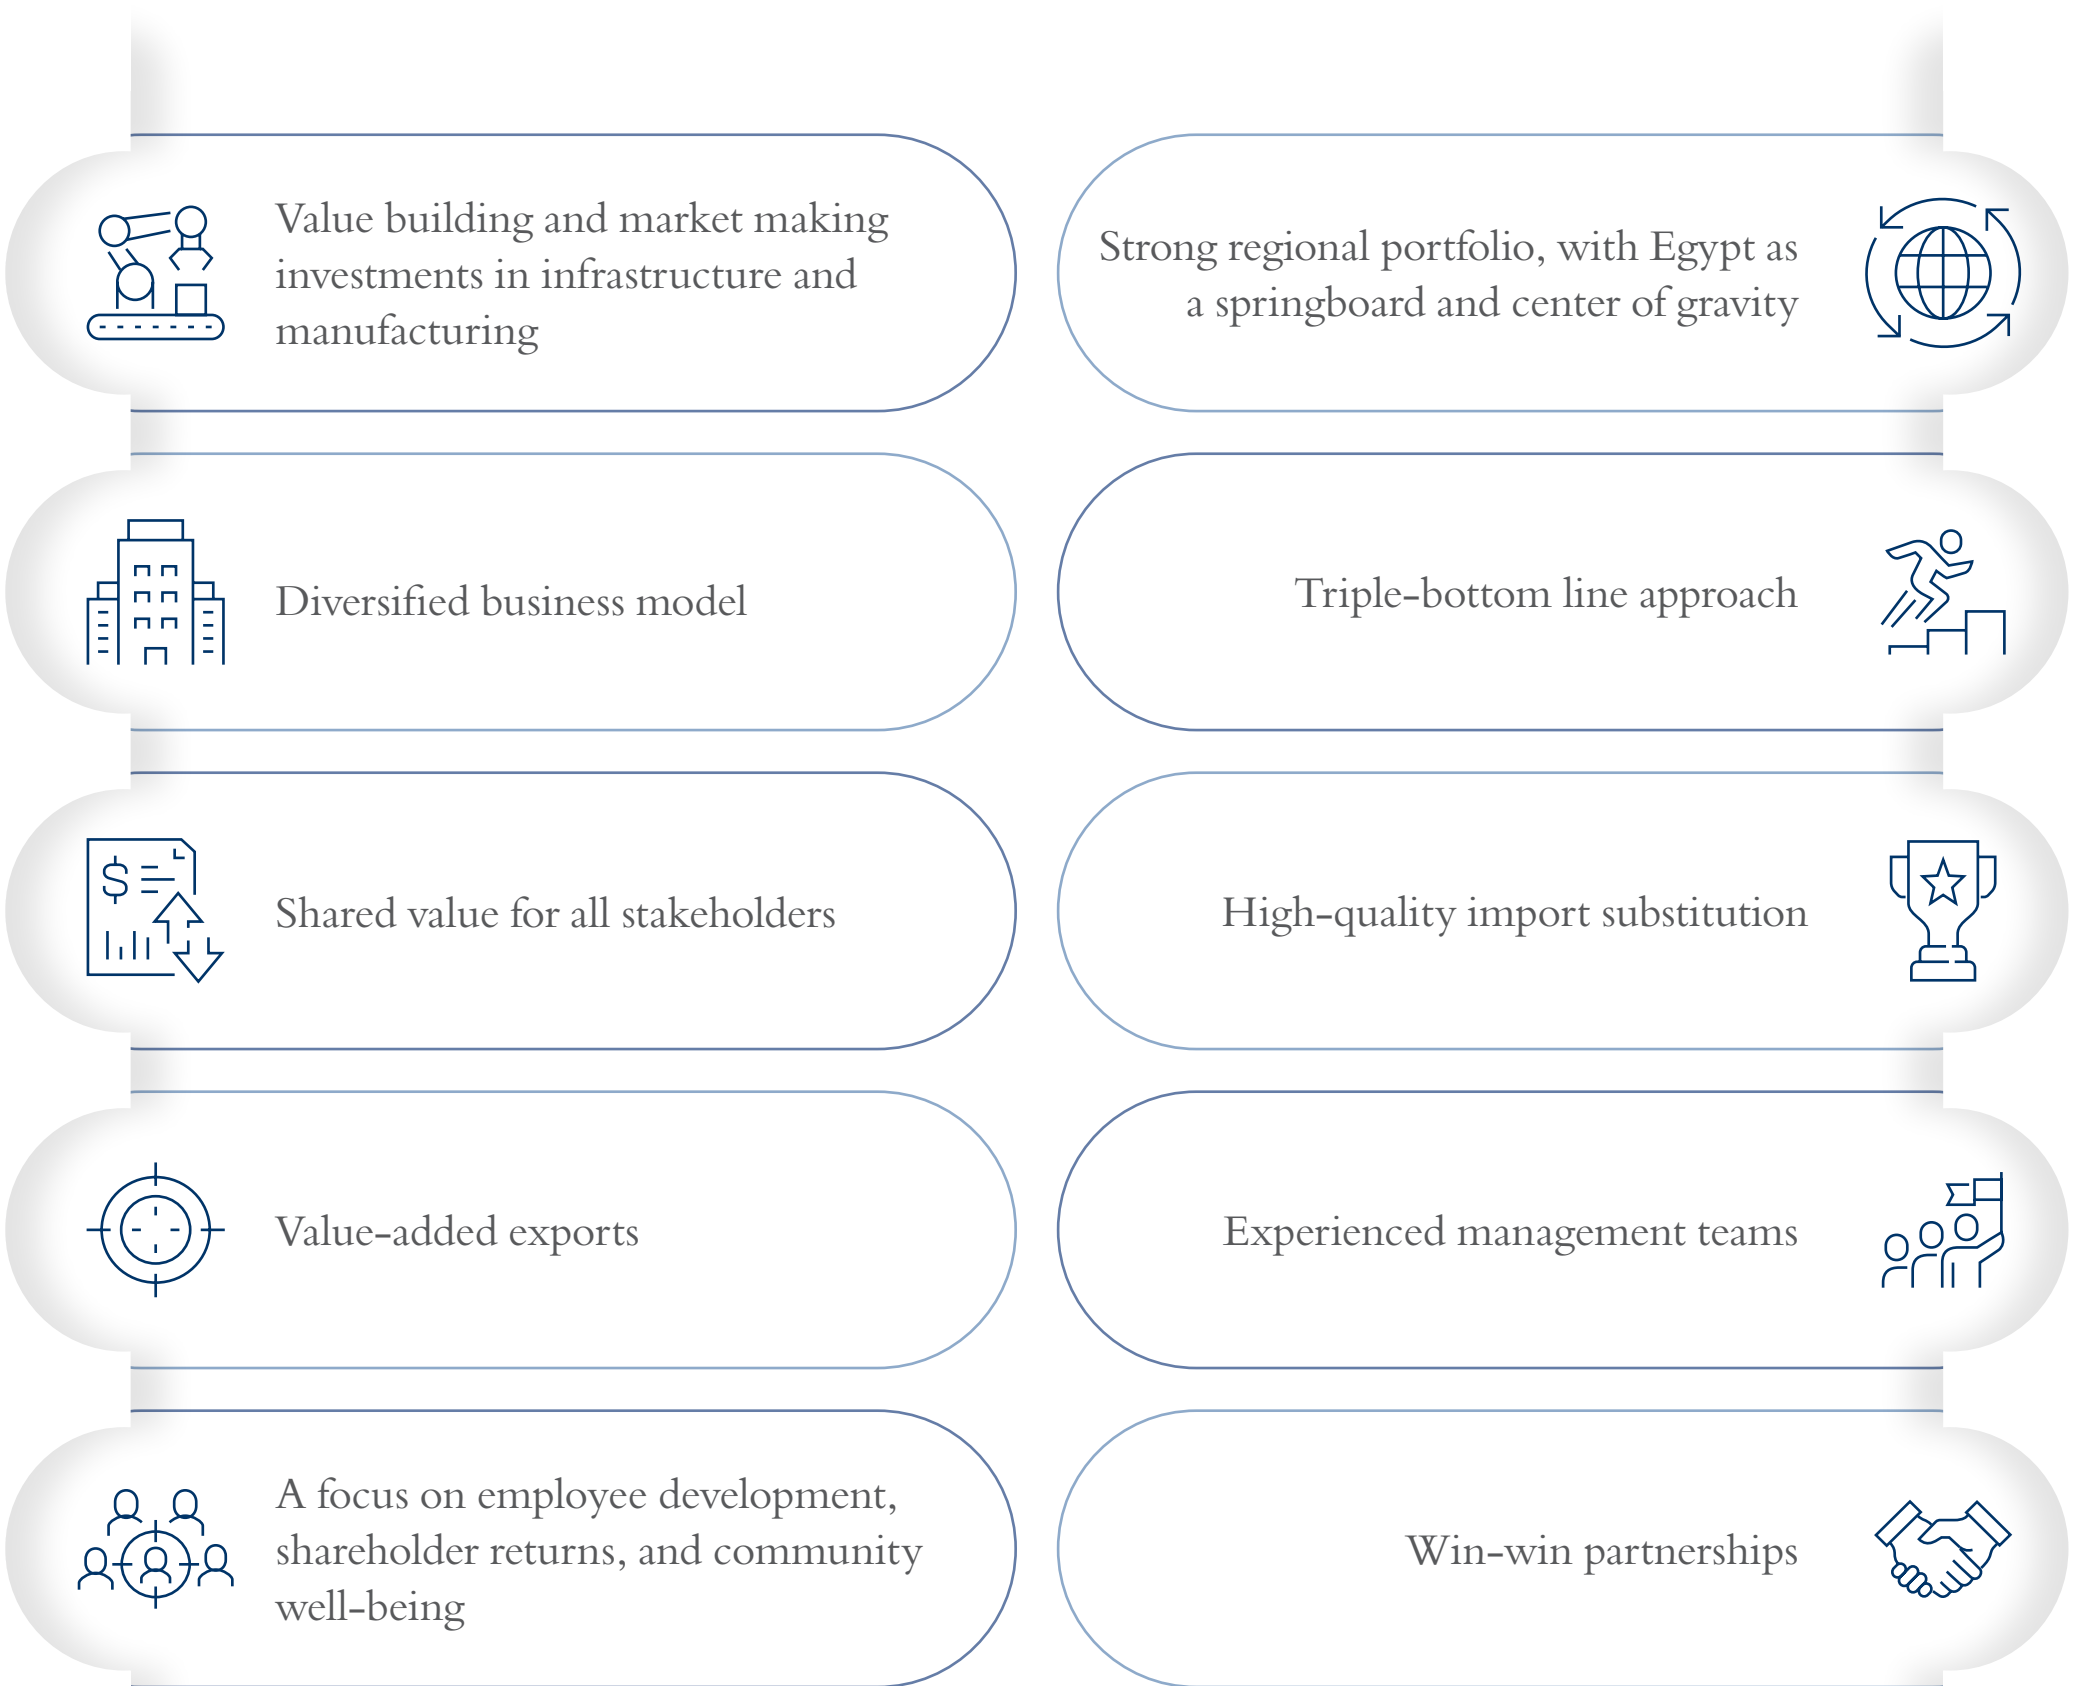 Value building and market making
investments in infrastructure and
manufacturing
Strong regional portfolio, with Egypt as
a springboard and center of gravity
Diversified business model
Triple-bottom line approach
$
Shared value for all stakeholders
High-quality import substitution
Value-added exports
Experienced management teams
A focus on employee development,
shareholder returns, and community
well-being
Win-win partnerships